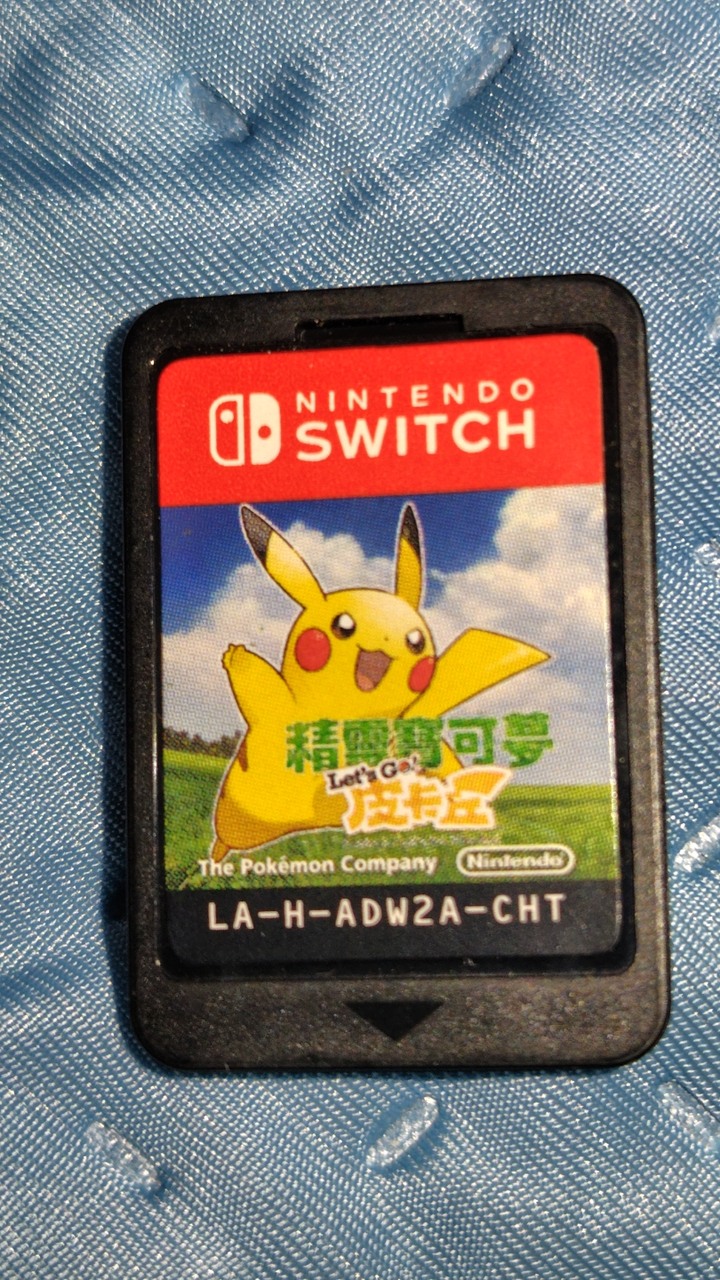 NINTENDO
SWITCH
精靈寶可夢
Let's Go!
皮卡丘
The Pokémon Company Nintendo
LA-H-ADW2A-CHT